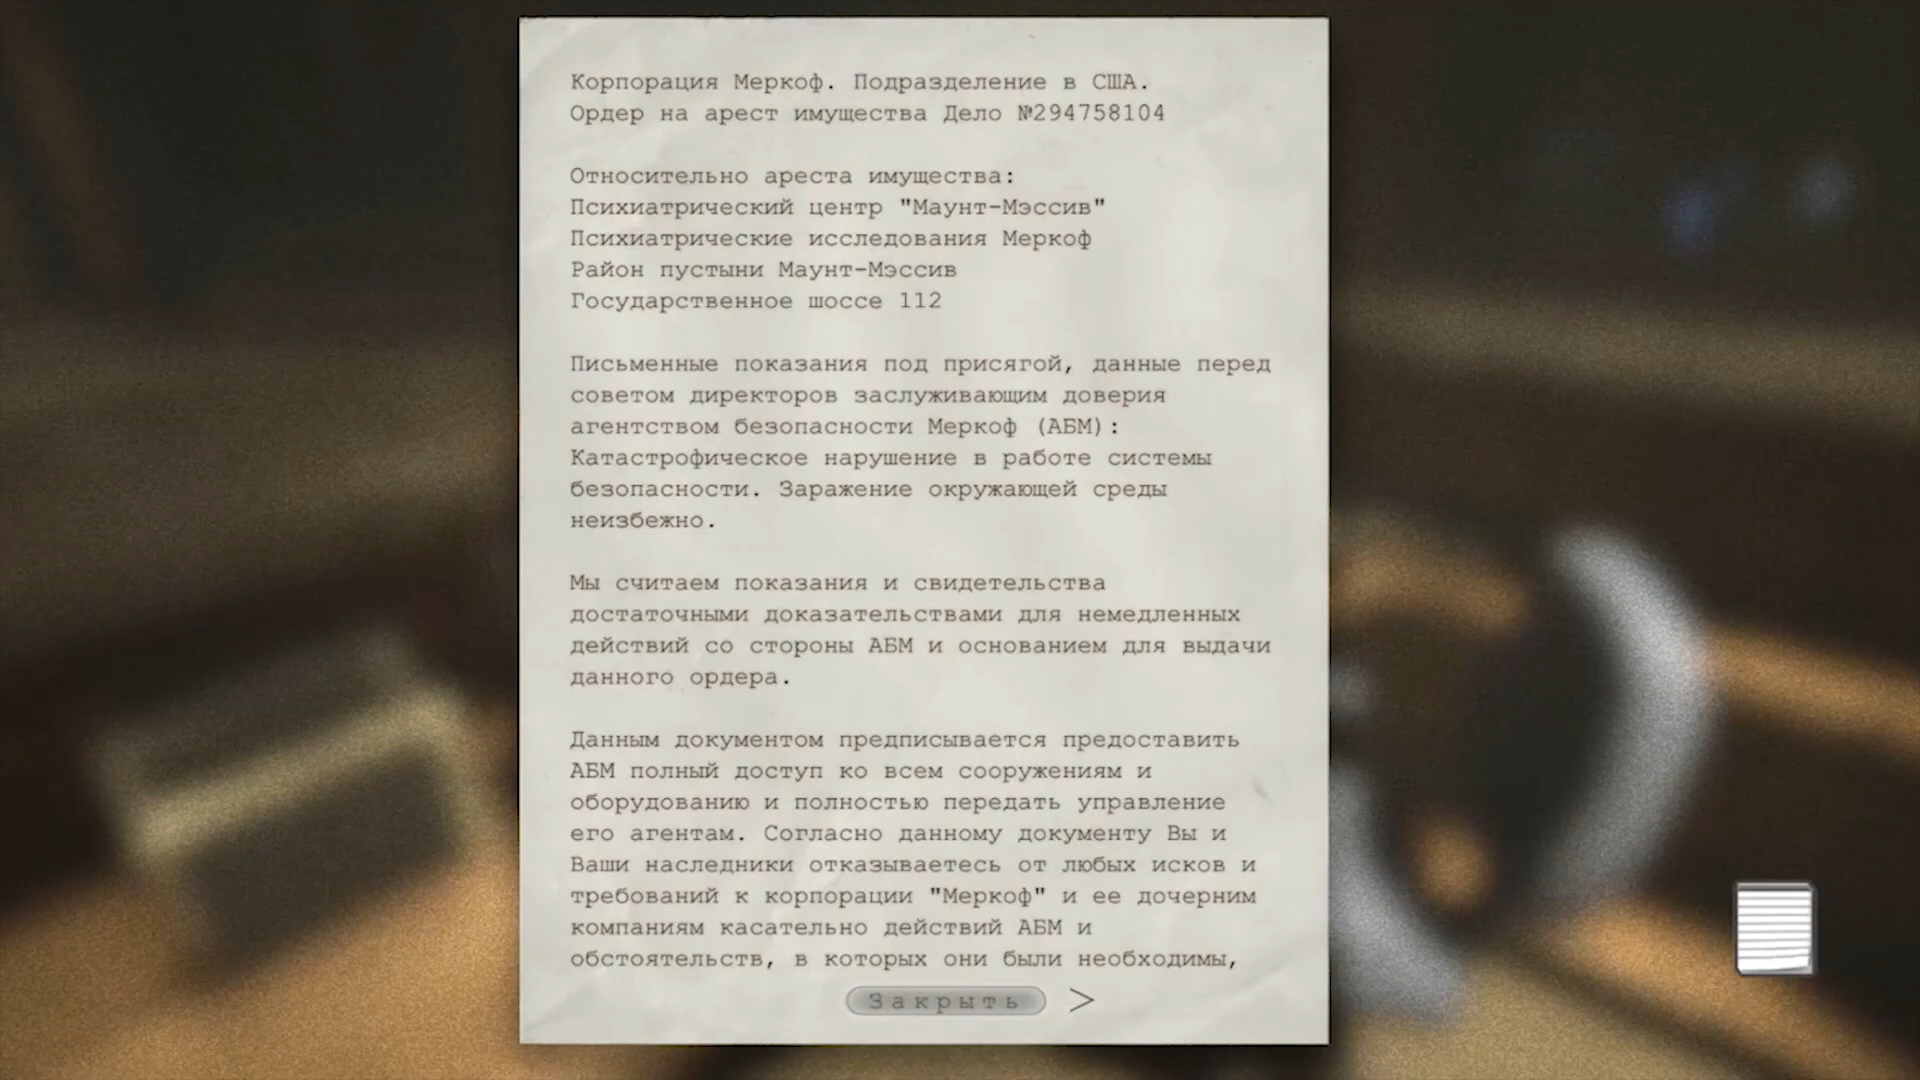 Корпорация Меркоф. Подразделение в США.
Ордер на арест имущества Дело №294758104
Относительно ареста имущества:
Психиатрический центр "Маунт-Мэссив"
Психиатрические исследования Меркоф
Район пустыни Маунт-Мэссив
Государственное шоссе 112
Письменные показания под присягой, данные перед
советом директоров заслуживающим доверия
агентством безопасности Меркоф (АБМ):
Катастрофическое нарушение в работе системы
безопасности. Заражение окружающей среды
неизбежно.
Мы считаем показания и свидетельства
достаточными доказательствами для немедленных
действий со стороны АБМ и основанием для выдачи
данного ордера.
Данным документом предписывается предоставить
АБМ полный доступ ко всем сооружениям и
оборудованию и полностью передать управление
его агентам. Согласно данному документу Вы и
Ваши наследники отказываетесь от любых исков и
требований к корпорации "Меркоф" и ее дочерним
компаниям касательно действий АБМ и
обстоятельств, в которых они были необходимы,
Закрыть >